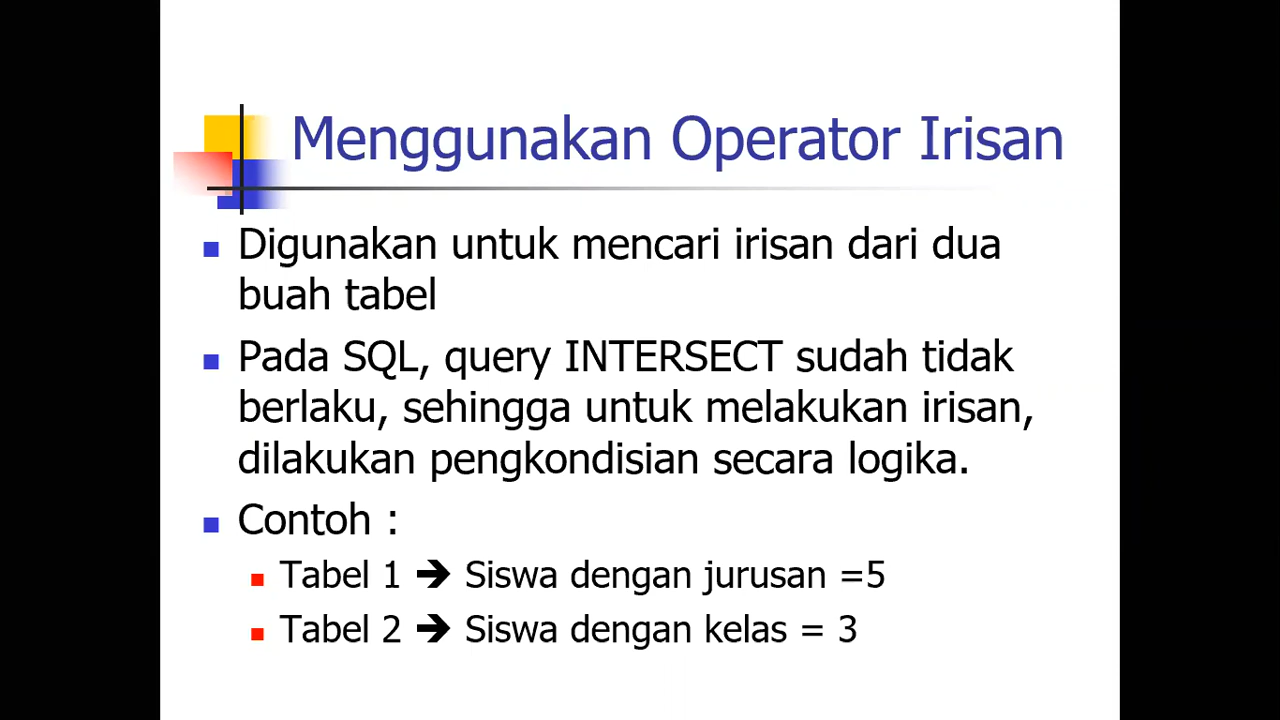 Menggunakan Operator Irisan
Digunakan untuk mencari irisan dari dua
buah tabel
Pada SQL, query INTERSECT sudah tidak
berlaku, sehingga untuk melakukan irisan,
dilakukan pengkondisian secara logika.
Contoh :
Tabel 1 ➔ Siswa dengan jurusan =5
Tabel 2 ➔ Siswa dengan kelas = 3